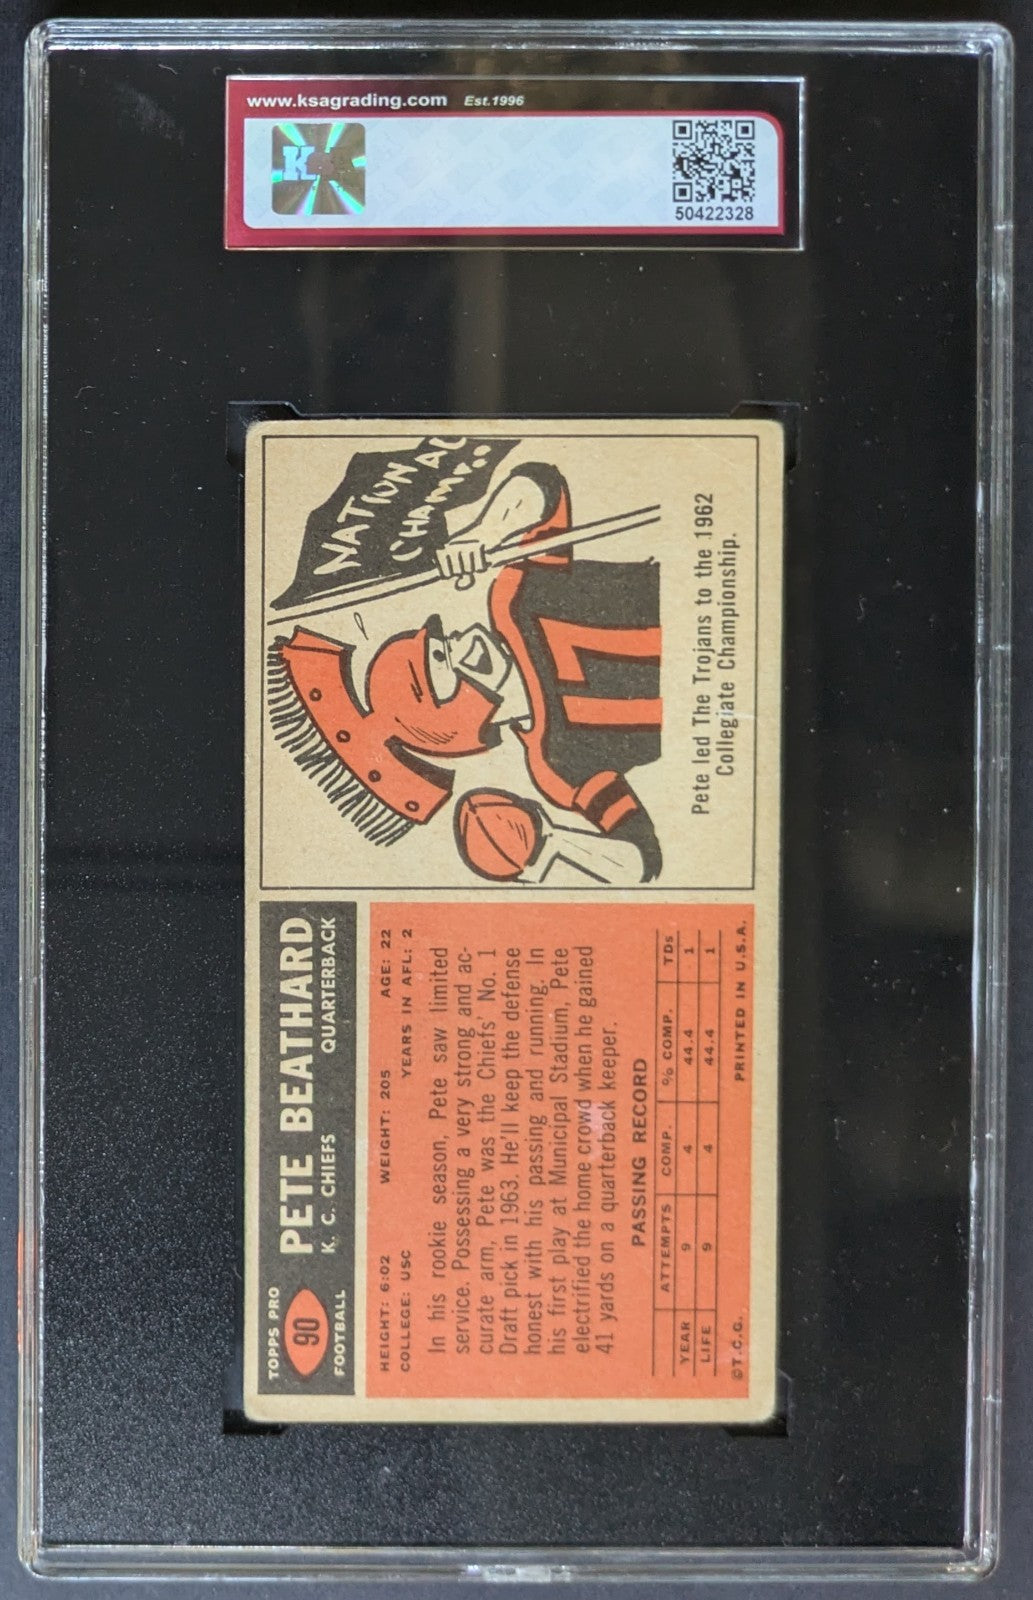 www.ksagrading.com Est.1996
K
50422328
TOPPS PRO
90
FOOTBALL
PETE BEATHARD
K. C. CHIEFS QUARTERBACK
HEIGHT: 6:02 WEIGHT: 205 AGE: 22
COLLEGE: USC YEARS IN AFL: 2
In his rookie season, Pete saw limited
service. Possessing a very strong and ac-
curate arm, Pete was the Chiefs' No. 1
Draft pick in 1963. He'll keep the defense
honest with his passing and running. In
his first play at Municipal Stadium, Pete
electrified the home crowd when he gained
41 yards on a quarterback keeper.
PASSING RECORD
ATTEMPTS COMP. % COMP. TDs
YEAR 9 4 44.4 1
LIFE 9 4 44.4 1
©T.C.G. PRINTED IN U.S.A.
NATIONAL
CHAMP..
17
Pete led The Trojans to the 1962
Collegiate Championship.